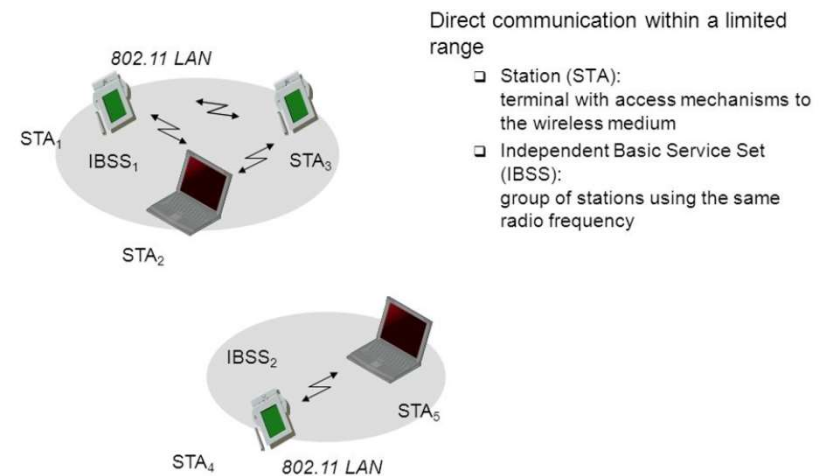 Direct communication within a limited
range
❑ Station (STA):
terminal with access mechanisms to
the wireless medium
❑ Independent Basic Service Set
(IBSS):
group of stations using the same
radio frequency
802.11 LAN
STA₁
IBSS₁
STA₃
STA₂
IBSS₂
STA₅
STA₄
802.11 LAN